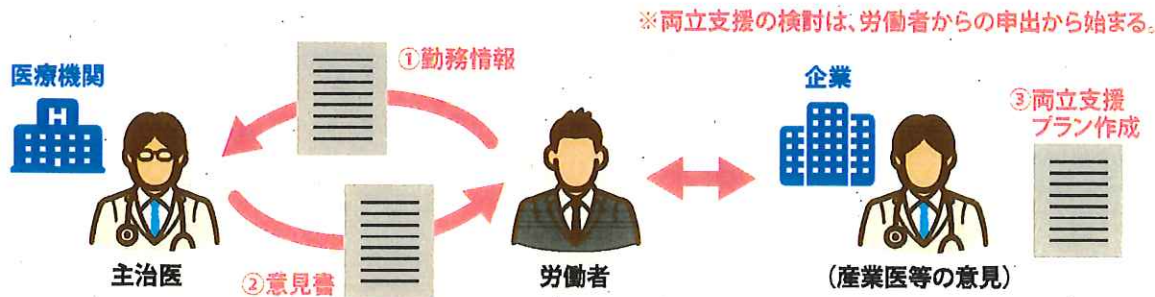 ※両立支援の検討は、労働者からの申出から始まる。
医療機関
H
①勤務情報
企業
③両立支援
プラン作成
主治医
②意見書
労働者
(産業医等の意見)